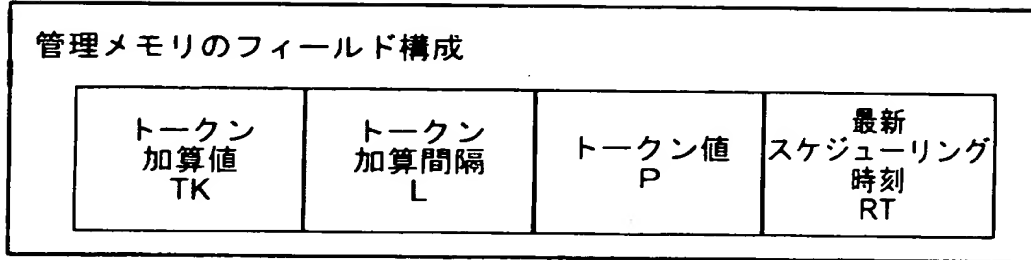 管理メモリのフィールド構成
トークン
加算値
TK
トークン
加算間隔
L
トークン値
P
最新
スケジューリング
時刻
RT